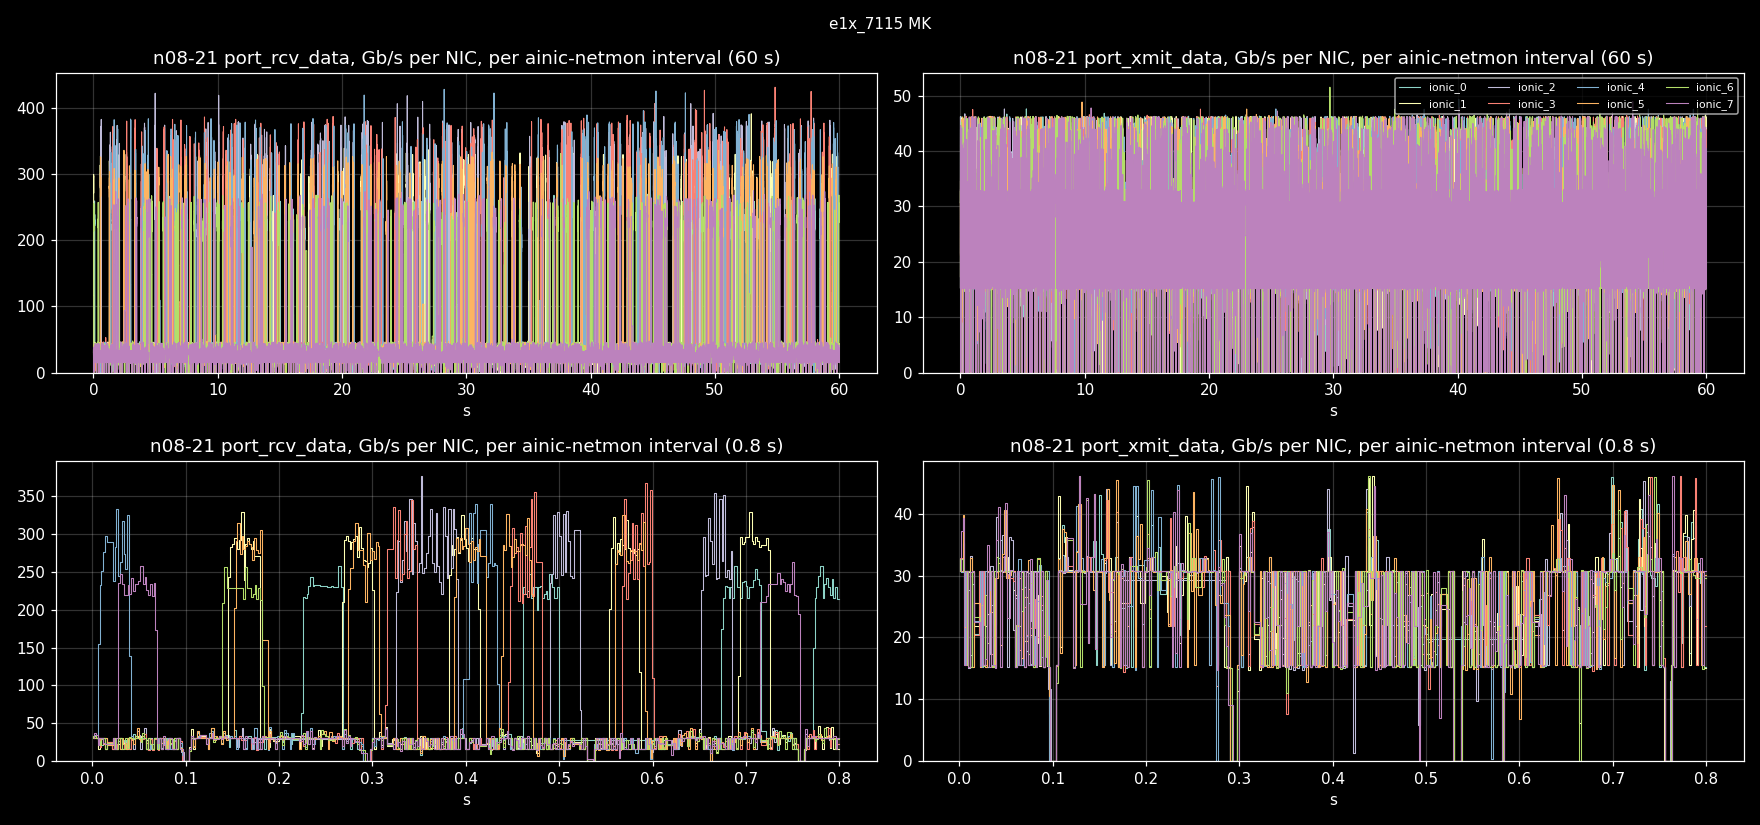 e1x_7115 MK
n08-21 port_rcv_data, Gb/s per NIC, per ainic-netmon interval (60 s)
400
300
200
100
0
0 10 20 30 40 50 60
s
n08-21 port_xmit_data, Gb/s per NIC, per ainic-netmon interval (60 s)
ionic_0 ionic_2 ionic_4 ionic_6
ionic_1 ionic_3 ionic_5 ionic_7
50
40
30
20
10
0
0 10 20 30 40 50 60
s
n08-21 port_rcv_data, Gb/s per NIC, per ainic-netmon interval (0.8 s)
350
300
250
200
150
100
50
0
0.0 0.1 0.2 0.3 0.4 0.5 0.6 0.7 0.8
s
n08-21 port_xmit_data, Gb/s per NIC, per ainic-netmon interval (0.8 s)
40
30
20
10
0
0.0 0.1 0.2 0.3 0.4 0.5 0.6 0.7 0.8
s